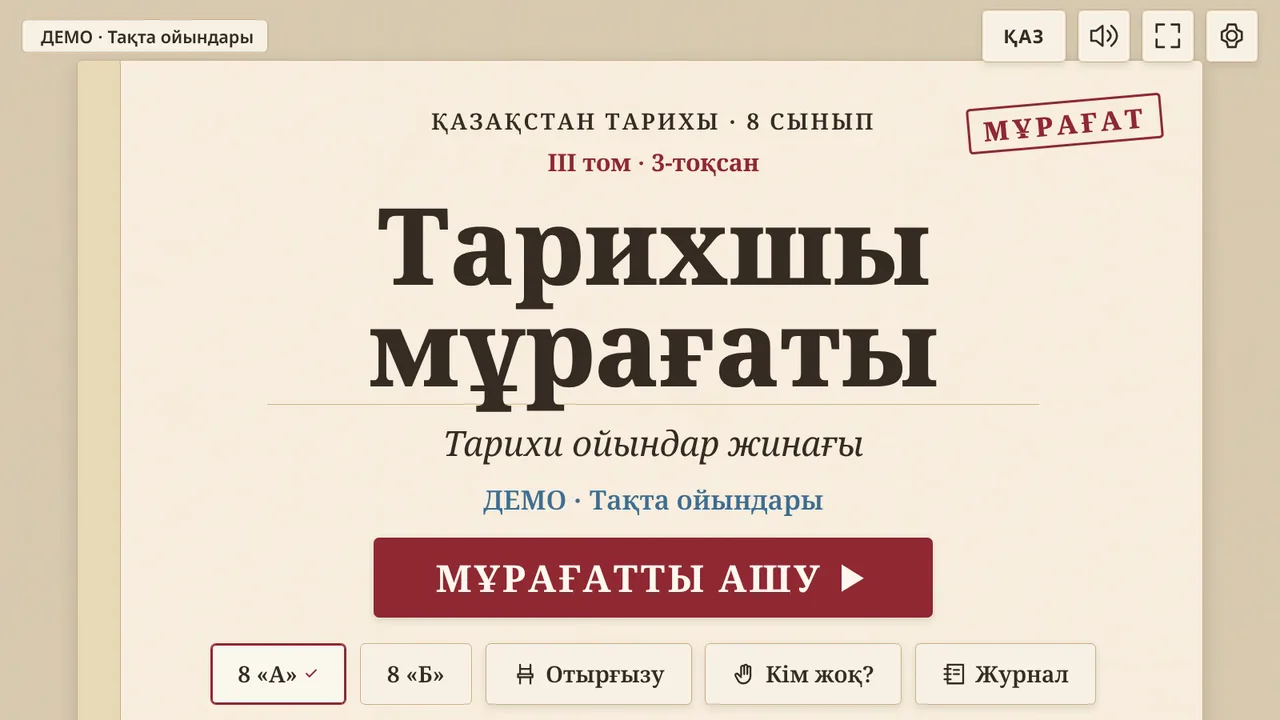 ДЕМО · Тақта ойындары
ҚАЗ
ҚАЗАҚСТАН ТАРИХЫ · 8 СЫНЫП
МҰРАҒАТ
III том · 3-тоқсан
Тарихшы
мұрағаты
Тарихи ойындар жинағы
ДЕМО · Тақта ойындары
МҰРАҒАТТЫ АШУ
8 «А»
8 «Б»
Отырғызу
Кім жоқ?
Журнал